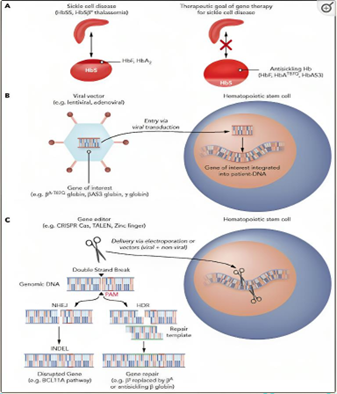 A
Sickle cell disease
(HbSS, HbSβ° thalassemia)
HbS
HbF, HbA₂
Therapeutic goal of gene therapy
for sickle cell disease
HbS
Antisickling Hb
(HbF, HbAT87Q, HbAS3)
B
Viral vector
(e.g. lentiviral, adenoviral)
Entry via
viral transduction
Gene of interest
(e.g. βA-T87Q globin, βAS3 globin, γ globin)
Hematopoietic stem cell
Gene of interest integrated
into patient-DNA
C
Gene editor
(e.g. CRISPR Cas, TALEN, Zinc finger)
Delivery via electroporation or
vectors (viral + non-viral)
Hematopoietic stem cell
Double Strand Break
Genomic DNA
PAM
NHEJ
HDR
Repair
template
INDEL
Disrupted Gene
(e.g. BCL11A pathway)
Gene repair
(e.g. βS replaced by βA
or antisickling β globin)